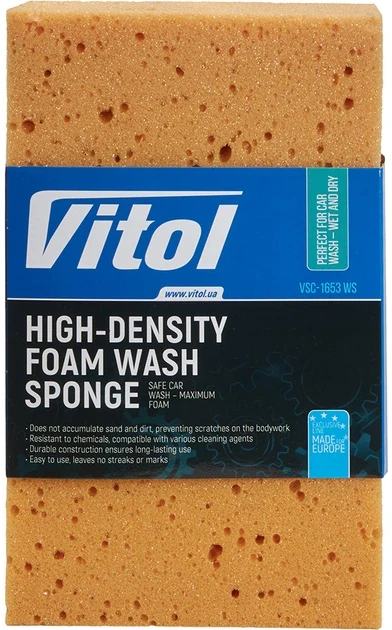 Vitol
PERFECT FOR CAR
WASH – WET AND DRY
www.vitol.ua
VSC-1653 WS
HIGH-DENSITY
FOAM WASH
SPONGE
SAFE CAR
WASH – MAXIMUM
FOAM
· Does not accumulate sand and dirt, preventing scratches on the bodywork
· Resistant to chemicals, compatible with various cleaning agents
· Durable construction ensures long-lasting use
· Easy to use, leaves no streaks or marks
EXCLUSIVE
LINE
MADE FOR
EUROPE